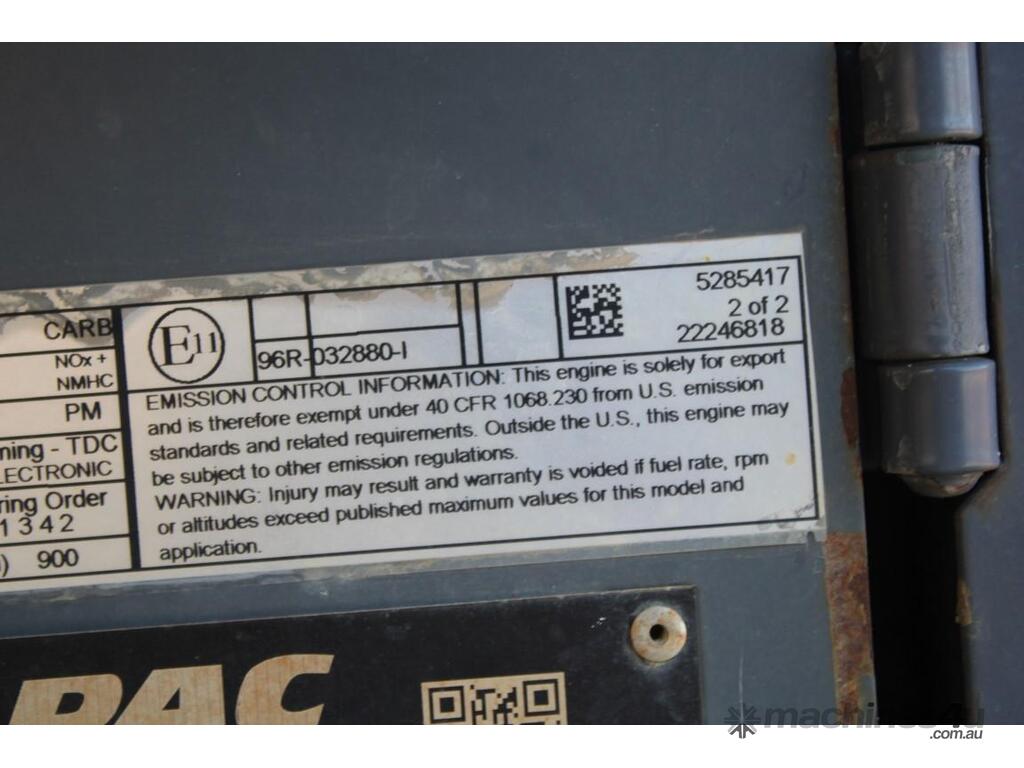 CARB
NOx +
NMHC
PM
ning - TDC
ELECTRONIC
ring Order
1 3 4 2
) 900
E11
96R-032880-I
5285417
2 of 2
22246818
EMISSION CONTROL INFORMATION: This engine is solely for export
and is therefore exempt under 40 CFR 1068.230 from U.S. emission
standards and related requirements. Outside the U.S., this engine may
be subject to other emission regulations.
WARNING: Injury may result and warranty is voided if fuel rate, rpm
or altitudes exceed published maximum values for this model and
application.
PAC
machines4u
.com.au